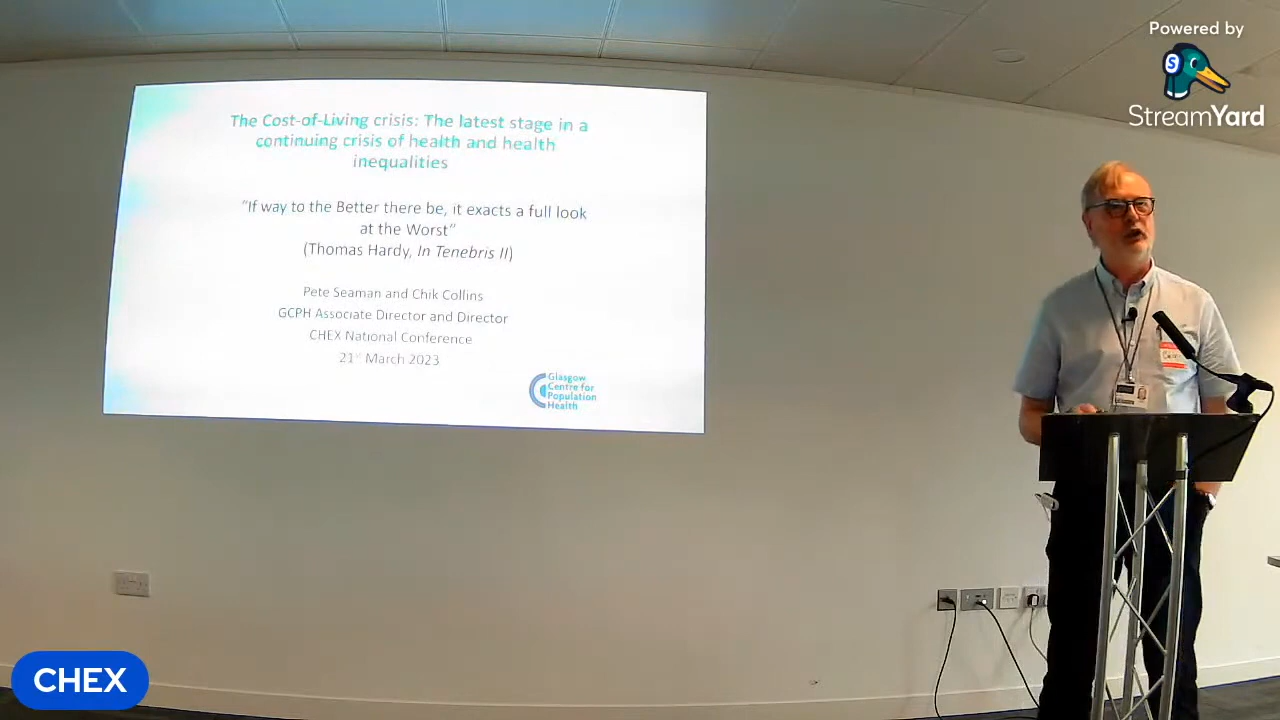 Powered by
StreamYard
The Cost-of-Living crisis: The latest stage in a
continuing crisis of health and health
inequalities
"If way to the Better there be, it exacts a full look
at the Worst"
(Thomas Hardy, In Tenebris II)
Pete Seaman and Chik Collins
GCPH Associate Director and Director
CHEX National Conference
21st March 2023
Glasgow
Centre for
Population
Health
CHEX